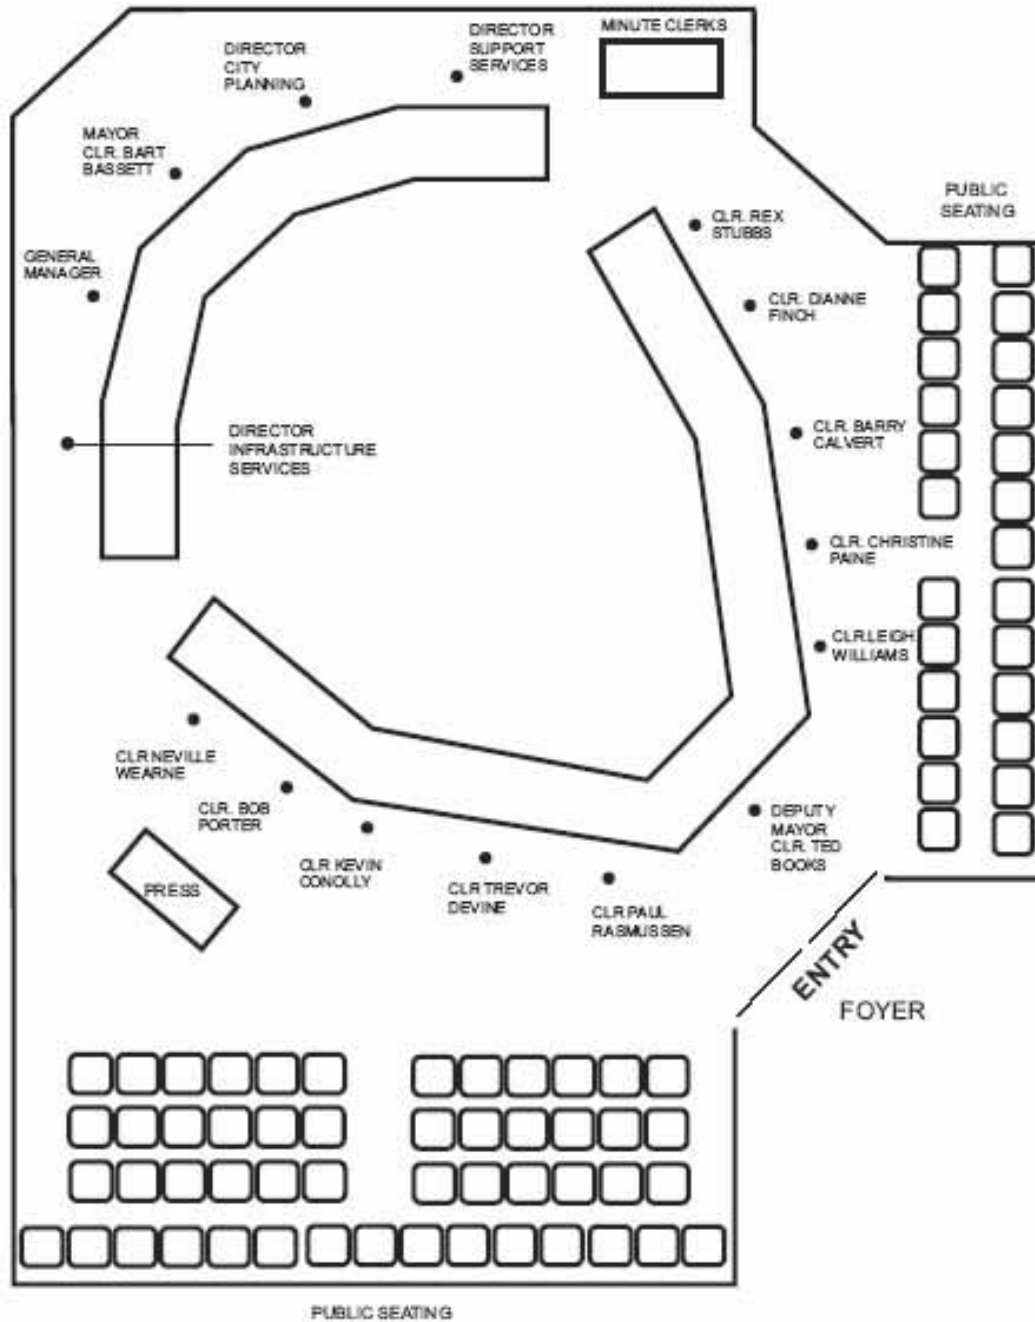 DIRECTOR
SUPPORT
SERVICES
MINUTE CLERKS
DIRECTOR
CITY
PLANNING
MAYOR
CLR. BART
BASSETT
GENERAL
MANAGER
DIRECTOR
INFRASTRUCTURE
SERVICES
PUBLIC
SEATING
CLR. REX
STUBBS
CLR. DIANNE
FINCH
CLR. BARRY
CALVERT
CLR. CHRISTINE
PAINE
CLR.LEIGH
WILLIAMS
CLR NEVILLE
WEARNE
CLR. BOB
PORTER
CLR KEVIN
CONOLLY
CLR TREVOR
DEVINE
CLR PAUL
RASMUSSEN
DEPUTY
MAYOR
CLR. TED
BOOKS
PRESS
ENTRY
FOYER
PUBLIC SEATING